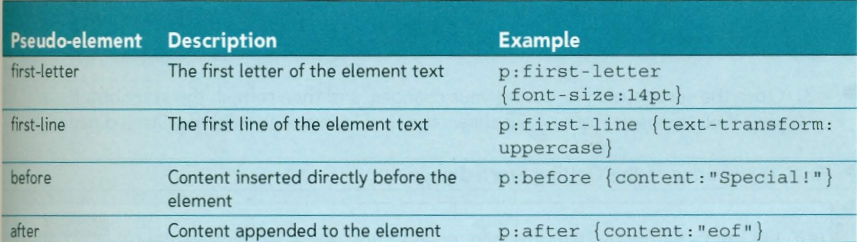 Pseudo-element Description Example
first-letter The first letter of the element text p:first-letter
{font-size:14pt}
first-line The first line of the element text p:first-line {text-transform:
uppercase}
before Content inserted directly before the p:before {content:"Special!"}
element
after Content appended to the element p:after {content:"eof"}